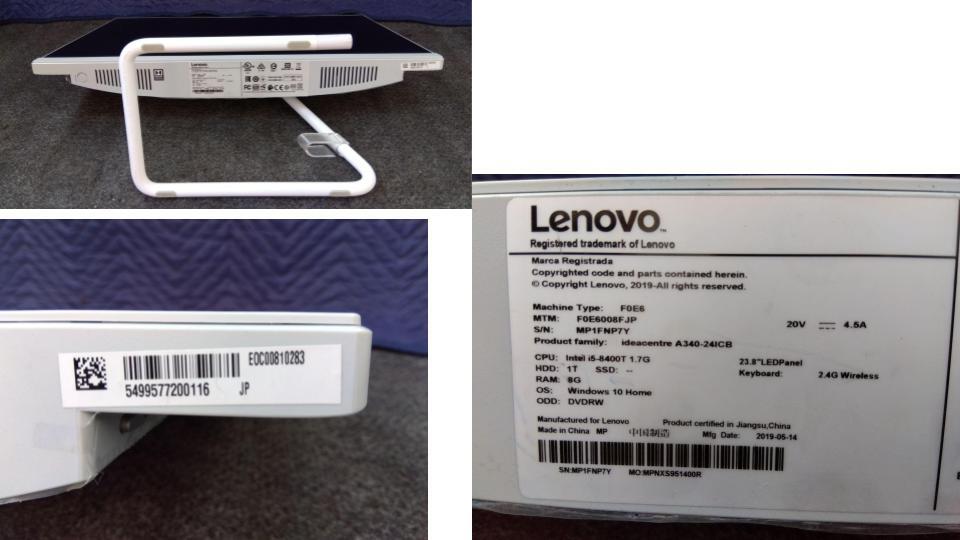 Lenovo
E0C00810283
5499577200116 JP
Lenovo™
Registered trademark of Lenovo
Marca Registrada
Copyrighted code and parts contained herein.
© Copyright Lenovo, 2019-All rights reserved.
Machine Type: F0E6
MTM: F0E6008FJP
S/N: MP1FNP7Y
Product family: ideacentre A340-24ICB
20V 4.5A
CPU: Intel i5-8400T 1.7G
HDD: 1T SSD: --
RAM: 8G
OS: Windows 10 Home
ODD: DVDRW
23.8"LEDPanel
Keyboard: 2.4G Wireless
Manufactured for Lenovo Product certified in Jiangsu,China
Made in China MP Mfg Date: 2019-05-14
SN:MP1FNP7Y MO:MPNXS951400R